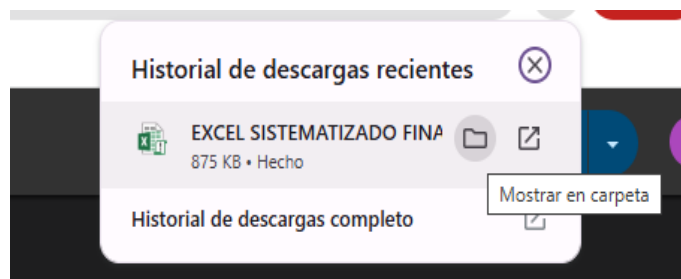 Historial de descargas recientes
EXCEL SISTEMATIZADO FINA
875 KB • Hecho
Mostrar en carpeta
Historial de descargas completo